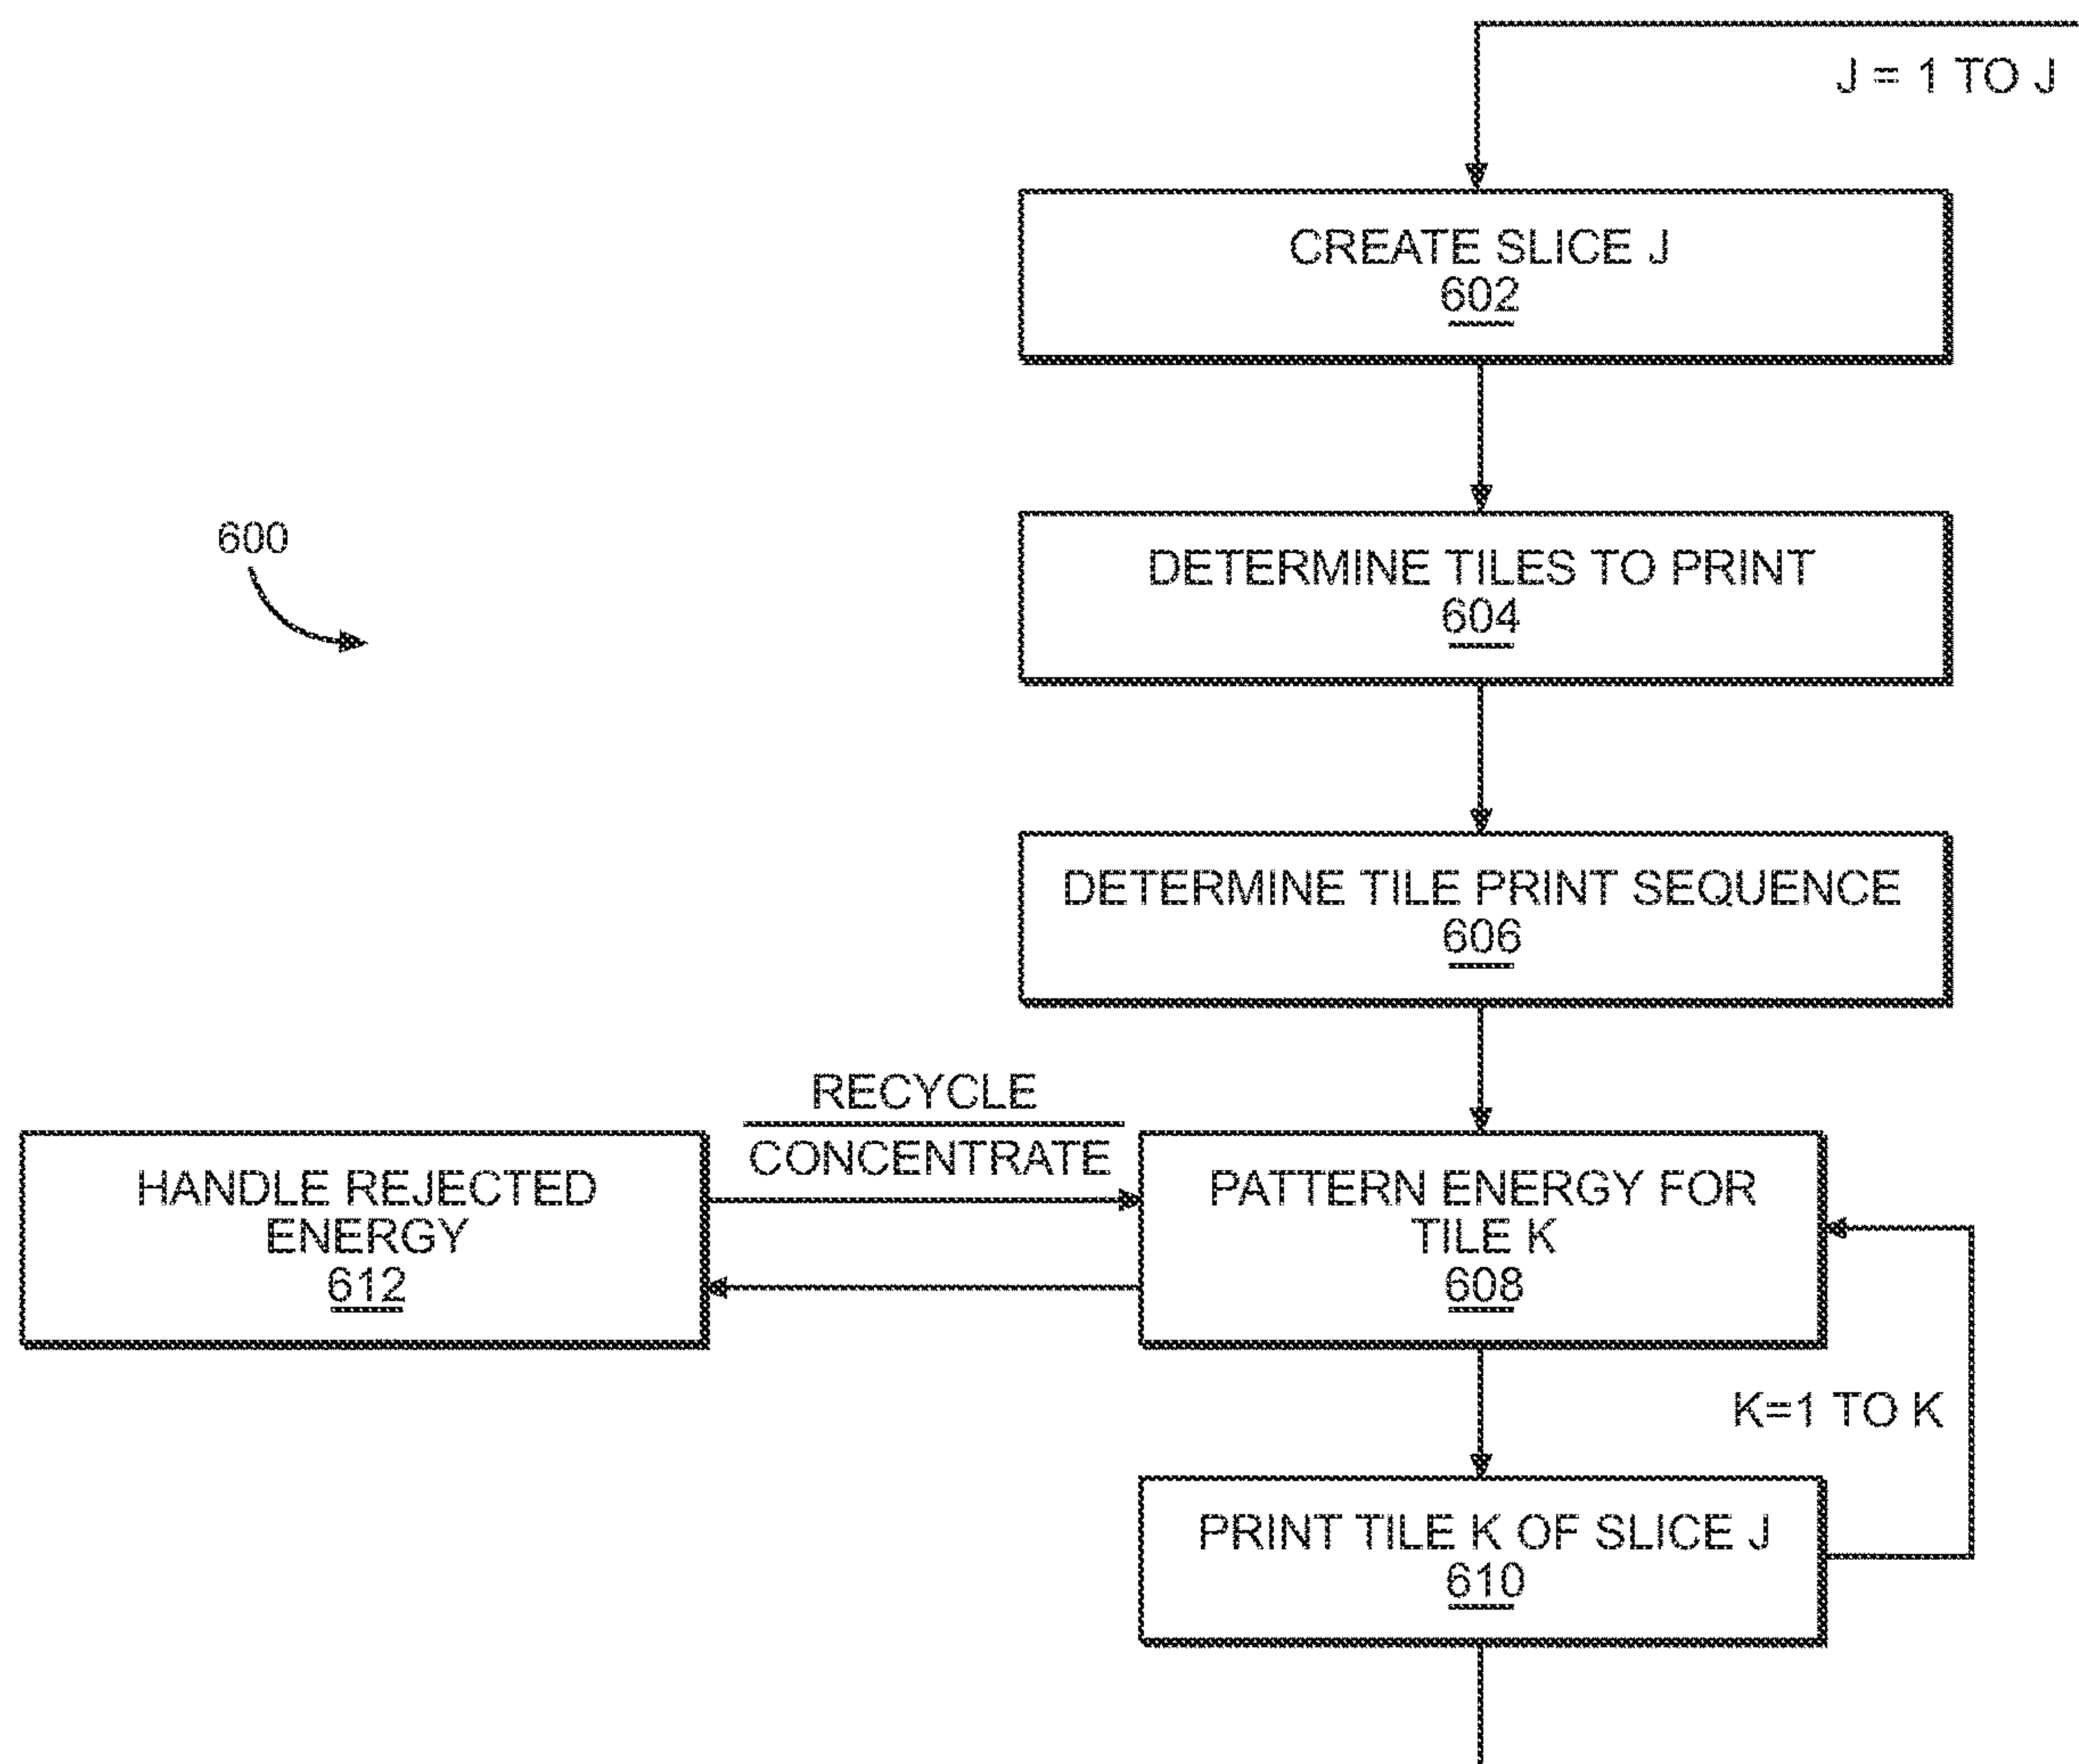 J = 1 TO J
CREATE SLICE J
602
600
DETERMINE TILES TO PRINT
604
DETERMINE TILE PRINT SEQUENCE
606
RECYCLE
CONCENTRATE
HANDLE REJECTED
ENERGY
612
PATTERN ENERGY FOR
TILE K
608
K=1 TO K
PRINT TILE K OF SLICE J
610